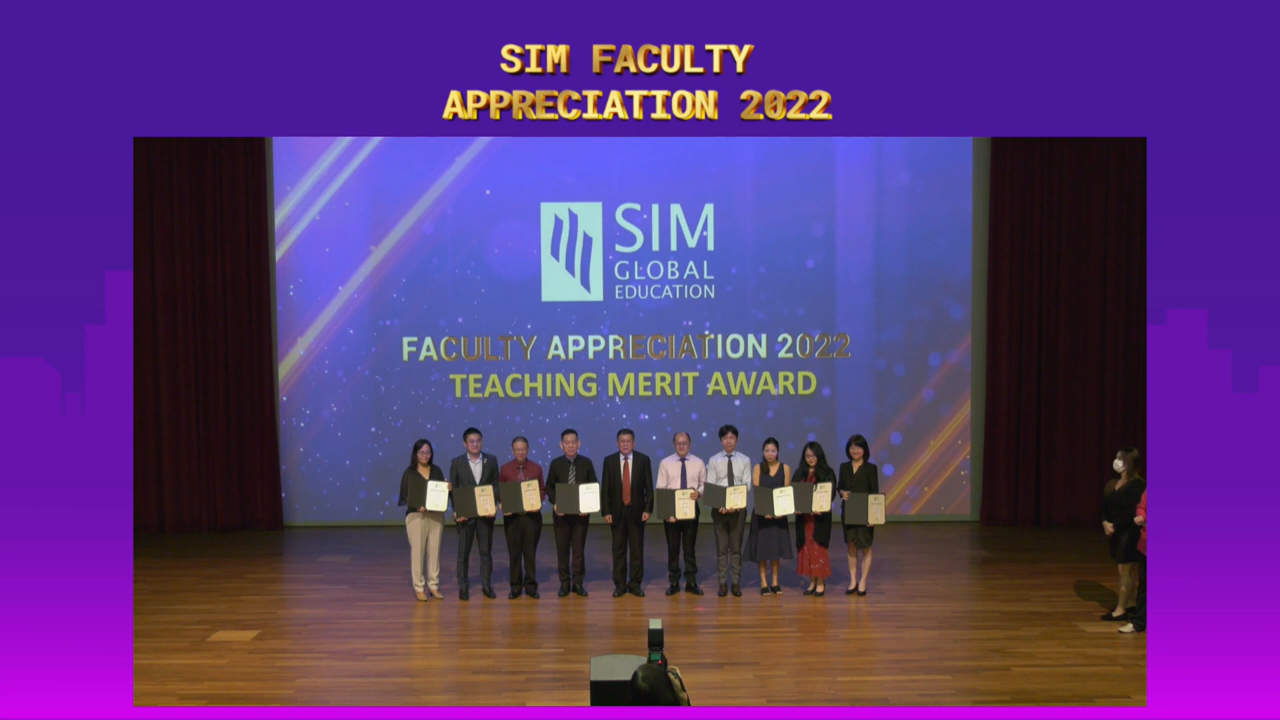 SIM FACULTY
APPRECIATION 2022
SIM
GLOBAL
EDUCATION
FACULTY APPRECIATION 2022
TEACHING MERIT AWARD